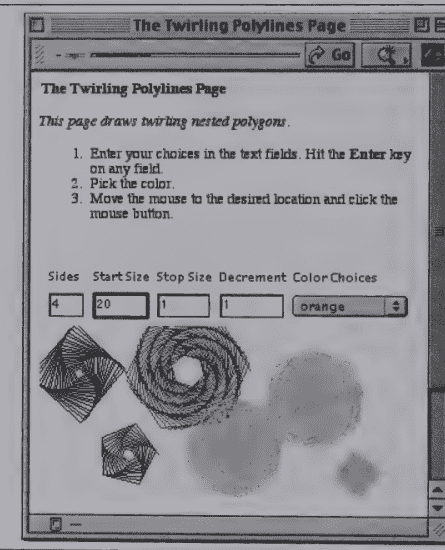 The Twirling Polylines Page
Go
The Twirling Polylines Page
This page draws twirling nested polygons.
1. Enter your choices in the text fields. Hit the Enter key
on any field.
2. Pick the color.
3. Move the mouse to the desired location and click the
mouse button.
Sides Start Size Stop Size Decrement Color Choices
4 20 1 1 orange